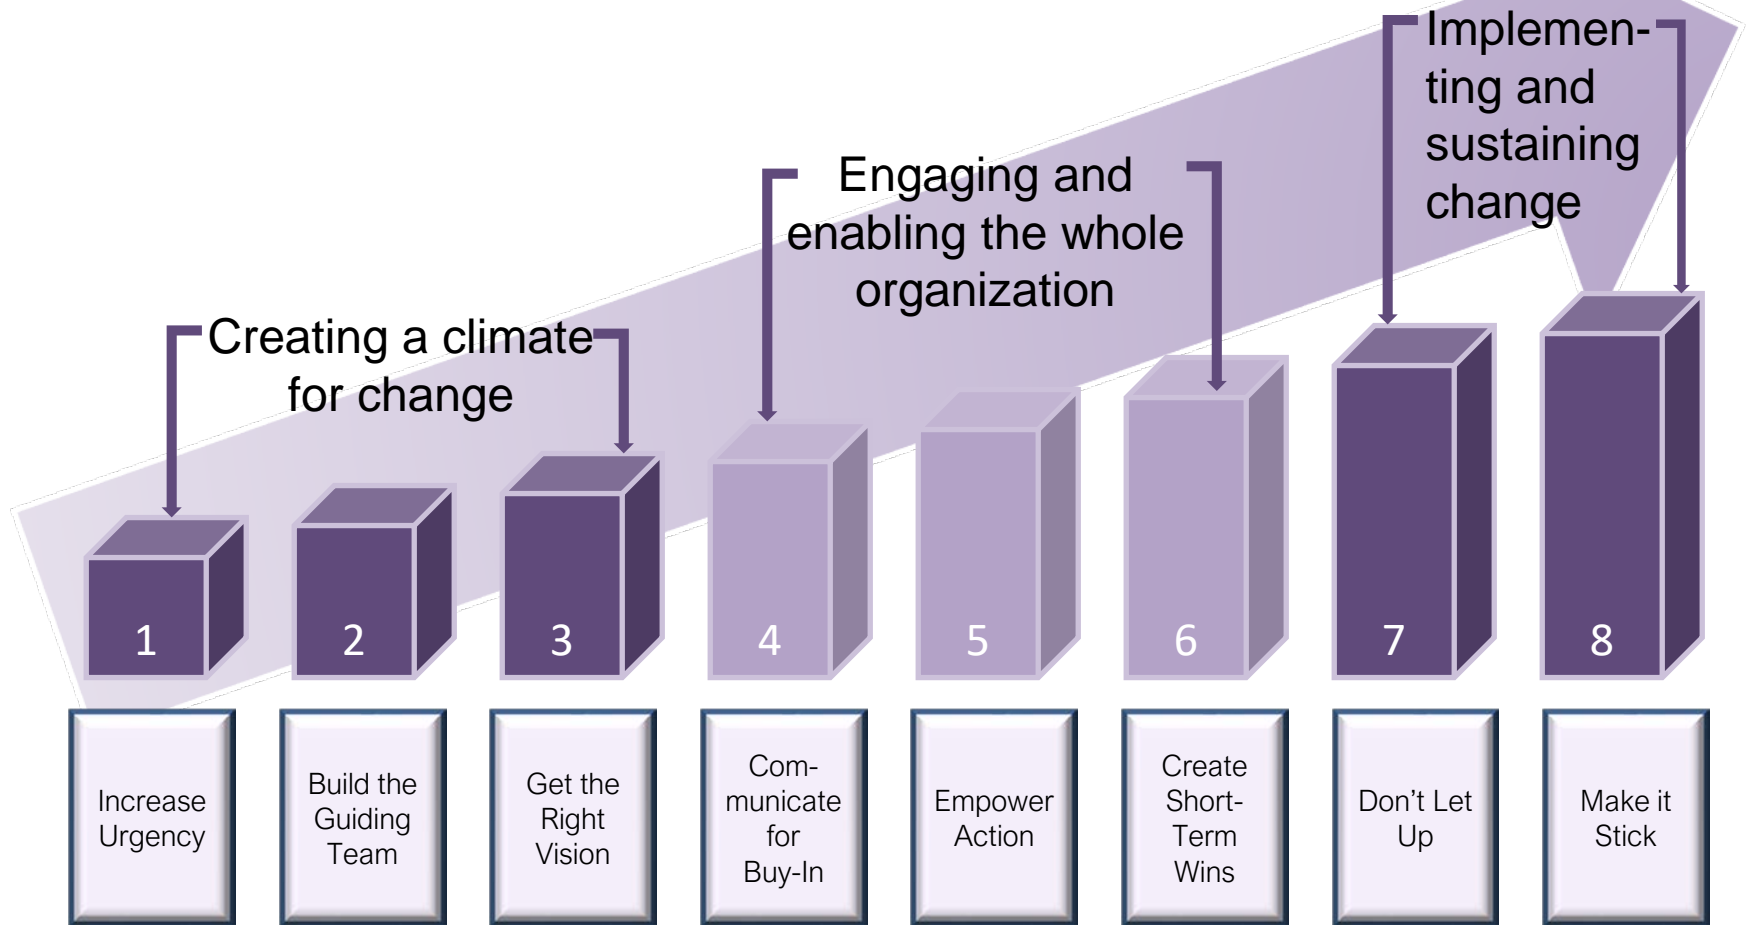 Implemen-
ting and
sustaining
change
Engaging and
enabling the whole
organization
Creating a climate
for change
1
2
3
4
5
6
7
8
Increase
Urgency
Build the
Guiding
Team
Get the
Right
Vision
Com-
municate
for
Buy-In
Empower
Action
Create
Short-
Term
Wins
Don't Let
Up
Make it
Stick